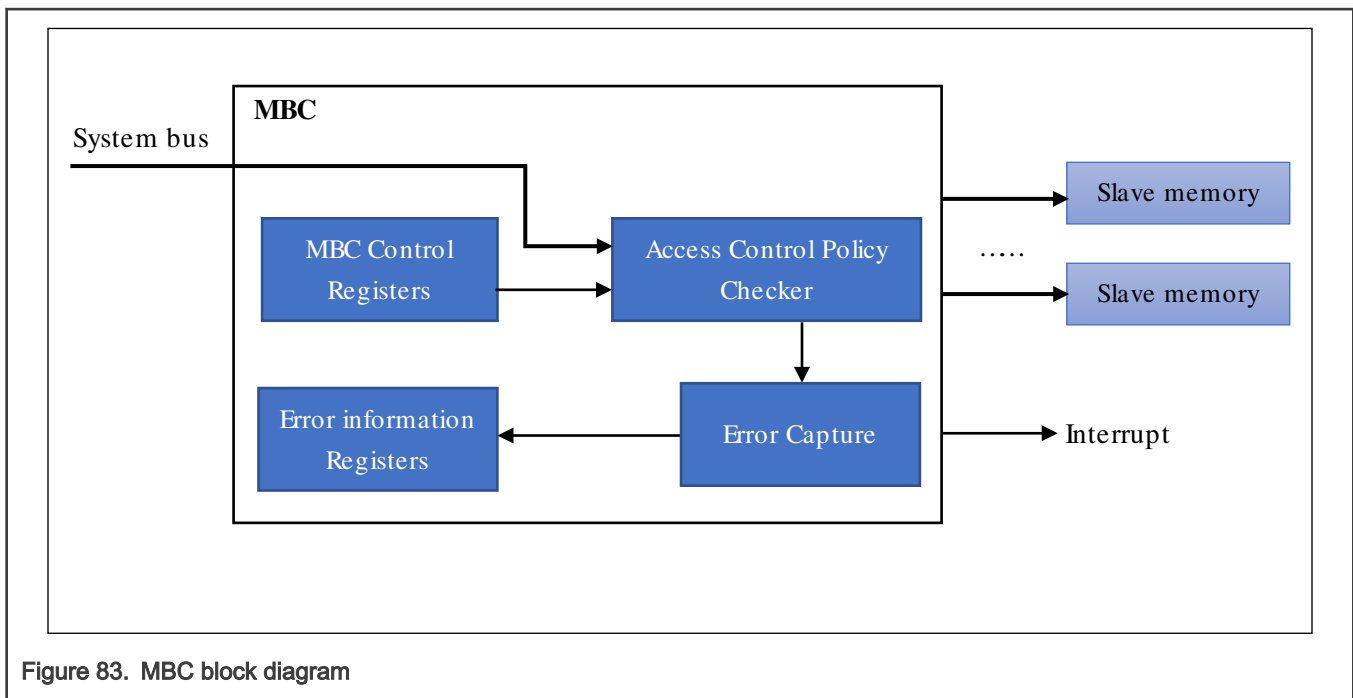 MBC
System bus
MBC Control
Registers
Access Control Policy
Checker
Slave memory
.....
Slave memory
Error information
Registers
Error Capture
Interrupt
Figure 83. MBC block diagram